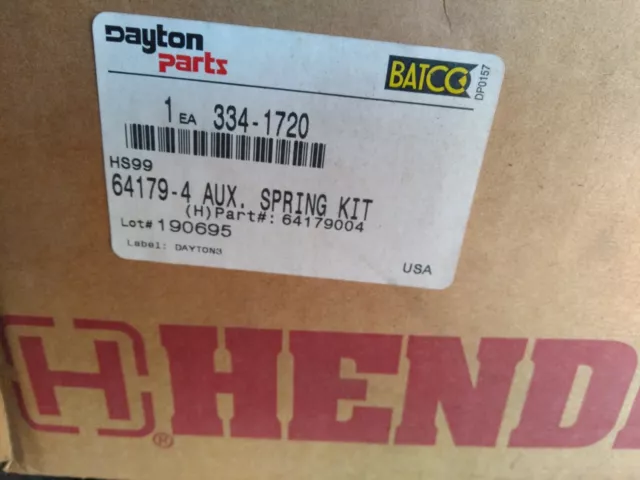 Dayton
parts
BATCO
DP0157
1 EA 334-1720
HS99
64179-4 AUX. SPRING KIT
(H)Part#: 64179004
Lot# 190695
Label: DAYTON3
USA
H® HEND